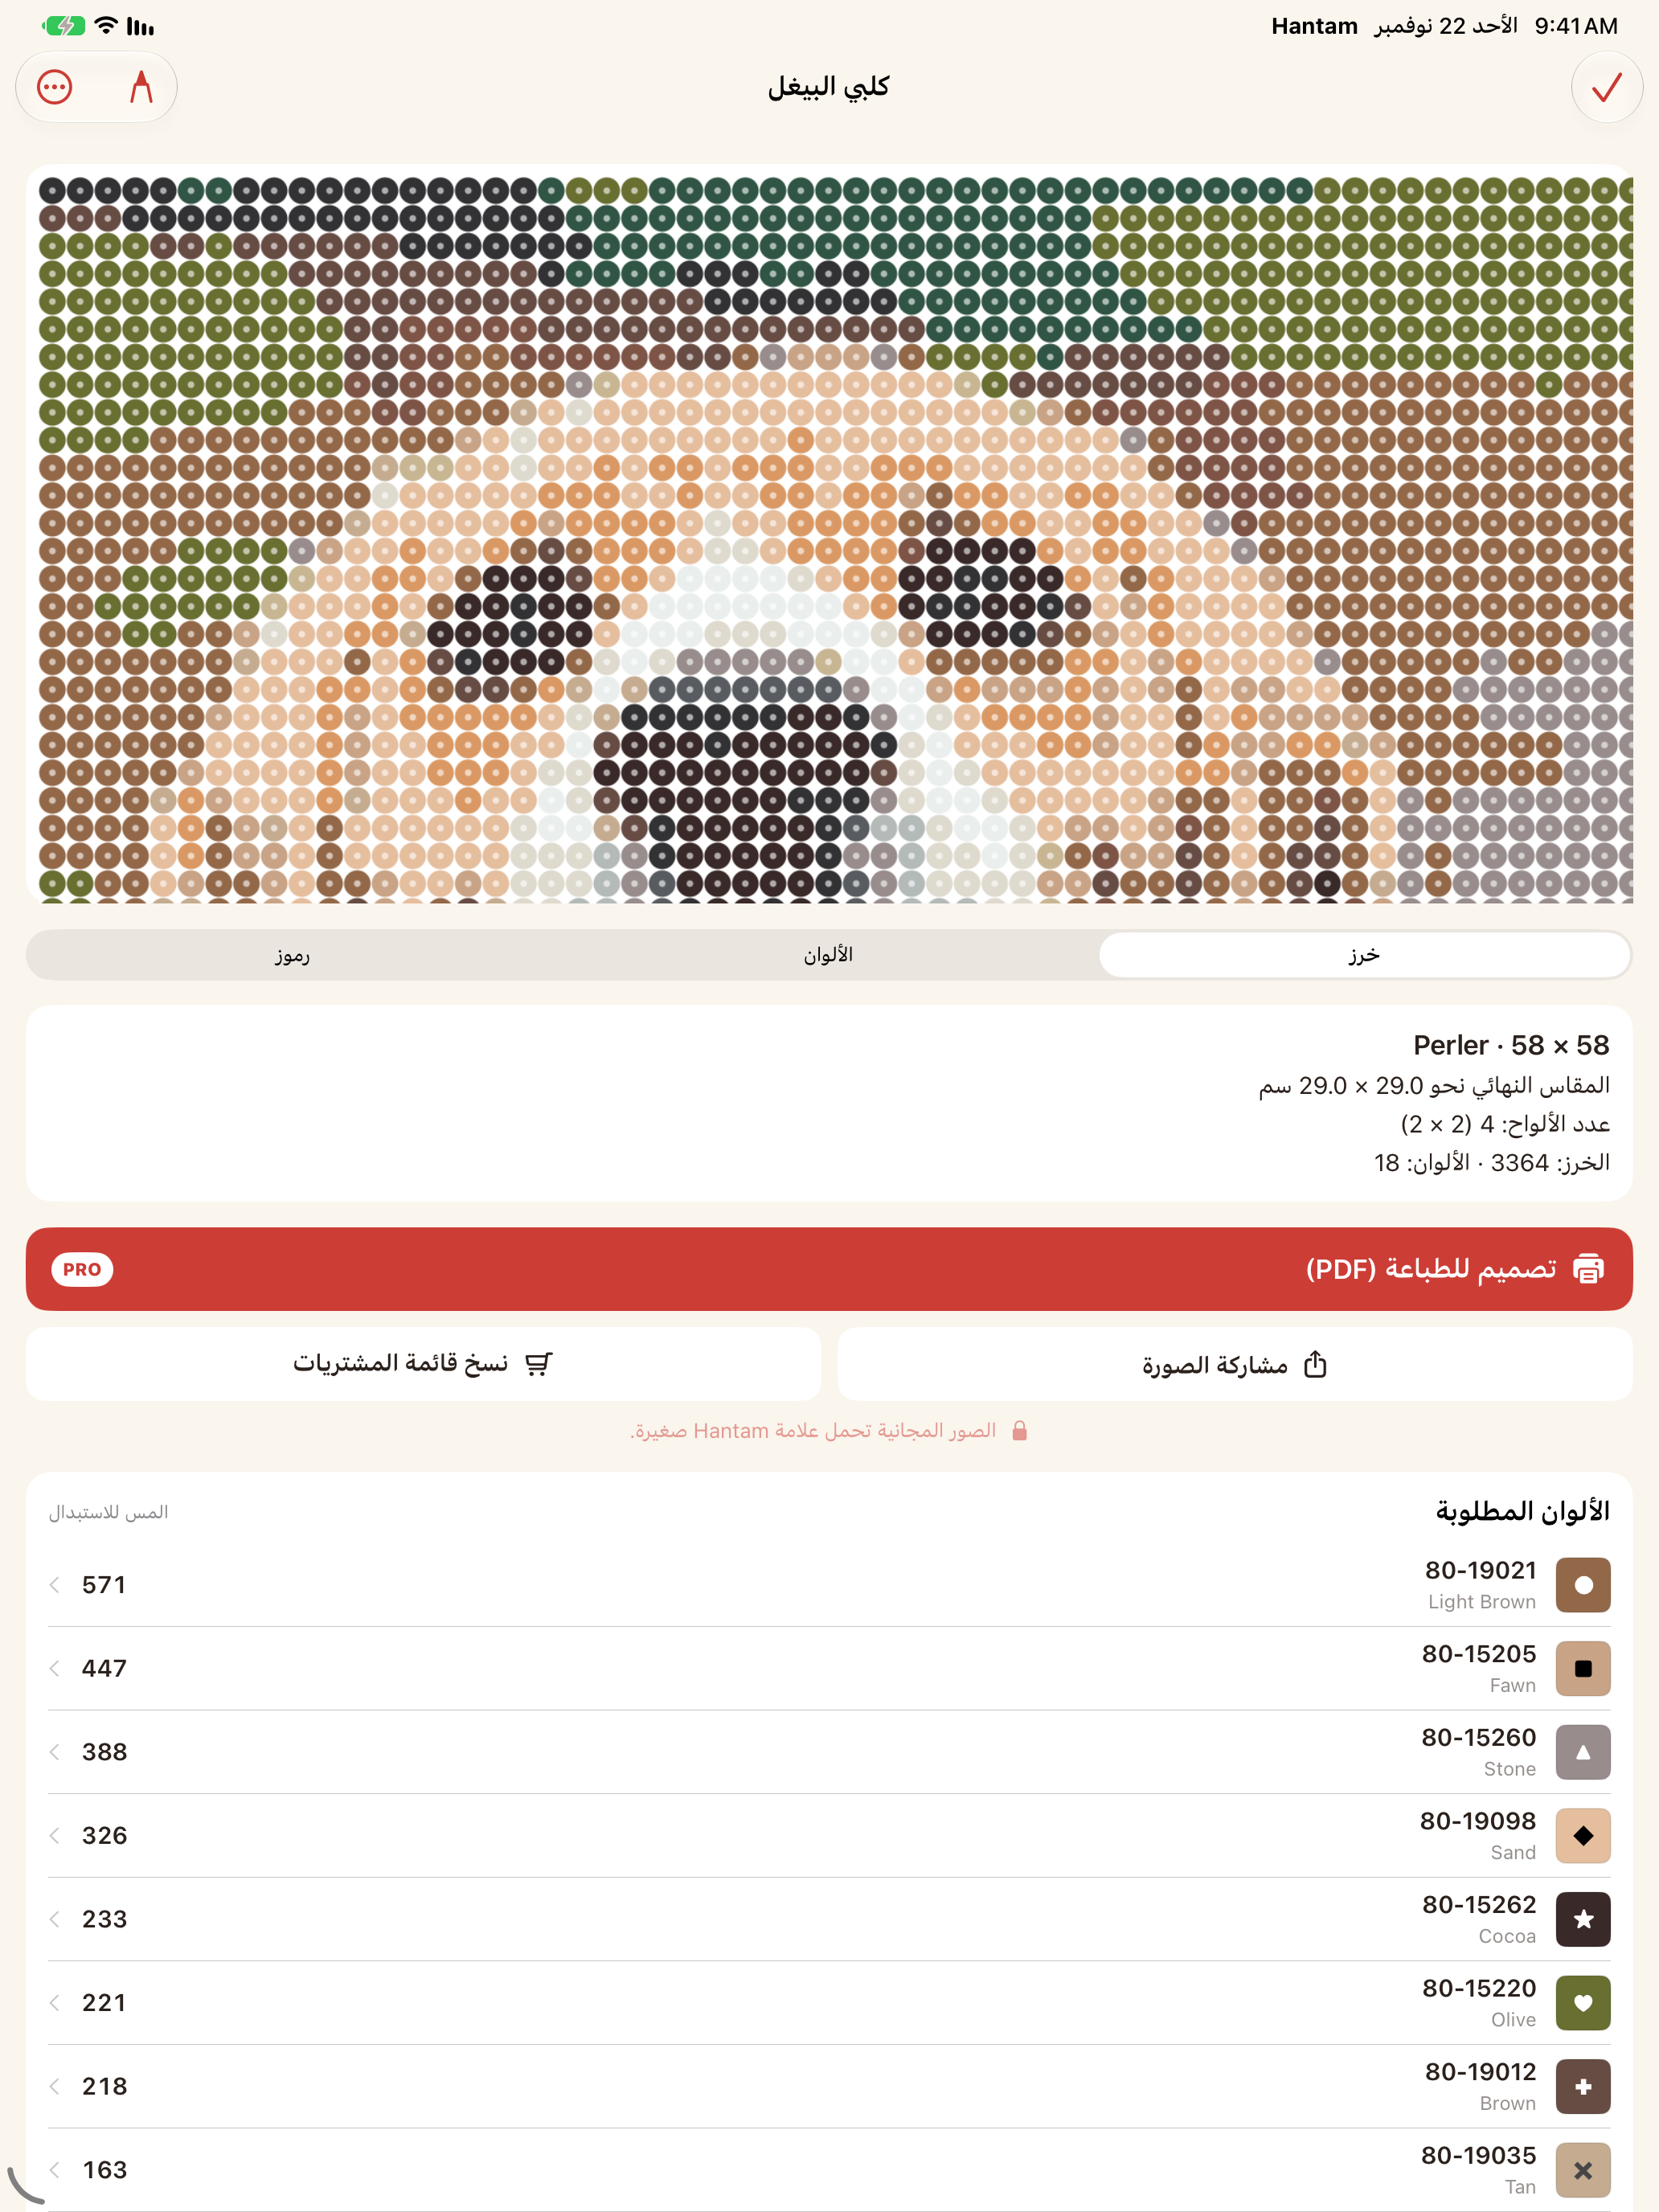 9:41 AM الأحد 22 نوفمبر Hantam
كلبي البيغل
خرز
الألوان
رموز
Perler · 58 × 58
المقاس النهائي نحو 29.0 × 29.0 سم
عدد الألواح: 4 (2 × 2)
الخرز: 3364 · الألوان: 18
تصميم للطباعة (PDF)
PRO
مشاركة الصورة
نسخ قائمة المشتريات
الصور المجانية تحمل علامة Hantam صغيرة.
الألوان المطلوبة
المس للاستبدال
80-19021
Light Brown
571
80-15205
Fawn
447
80-15260
Stone
388
80-19098
Sand
326
80-15262
Cocoa
233
80-15220
Olive
221
80-19012
Brown
218
80-19035
Tan
163